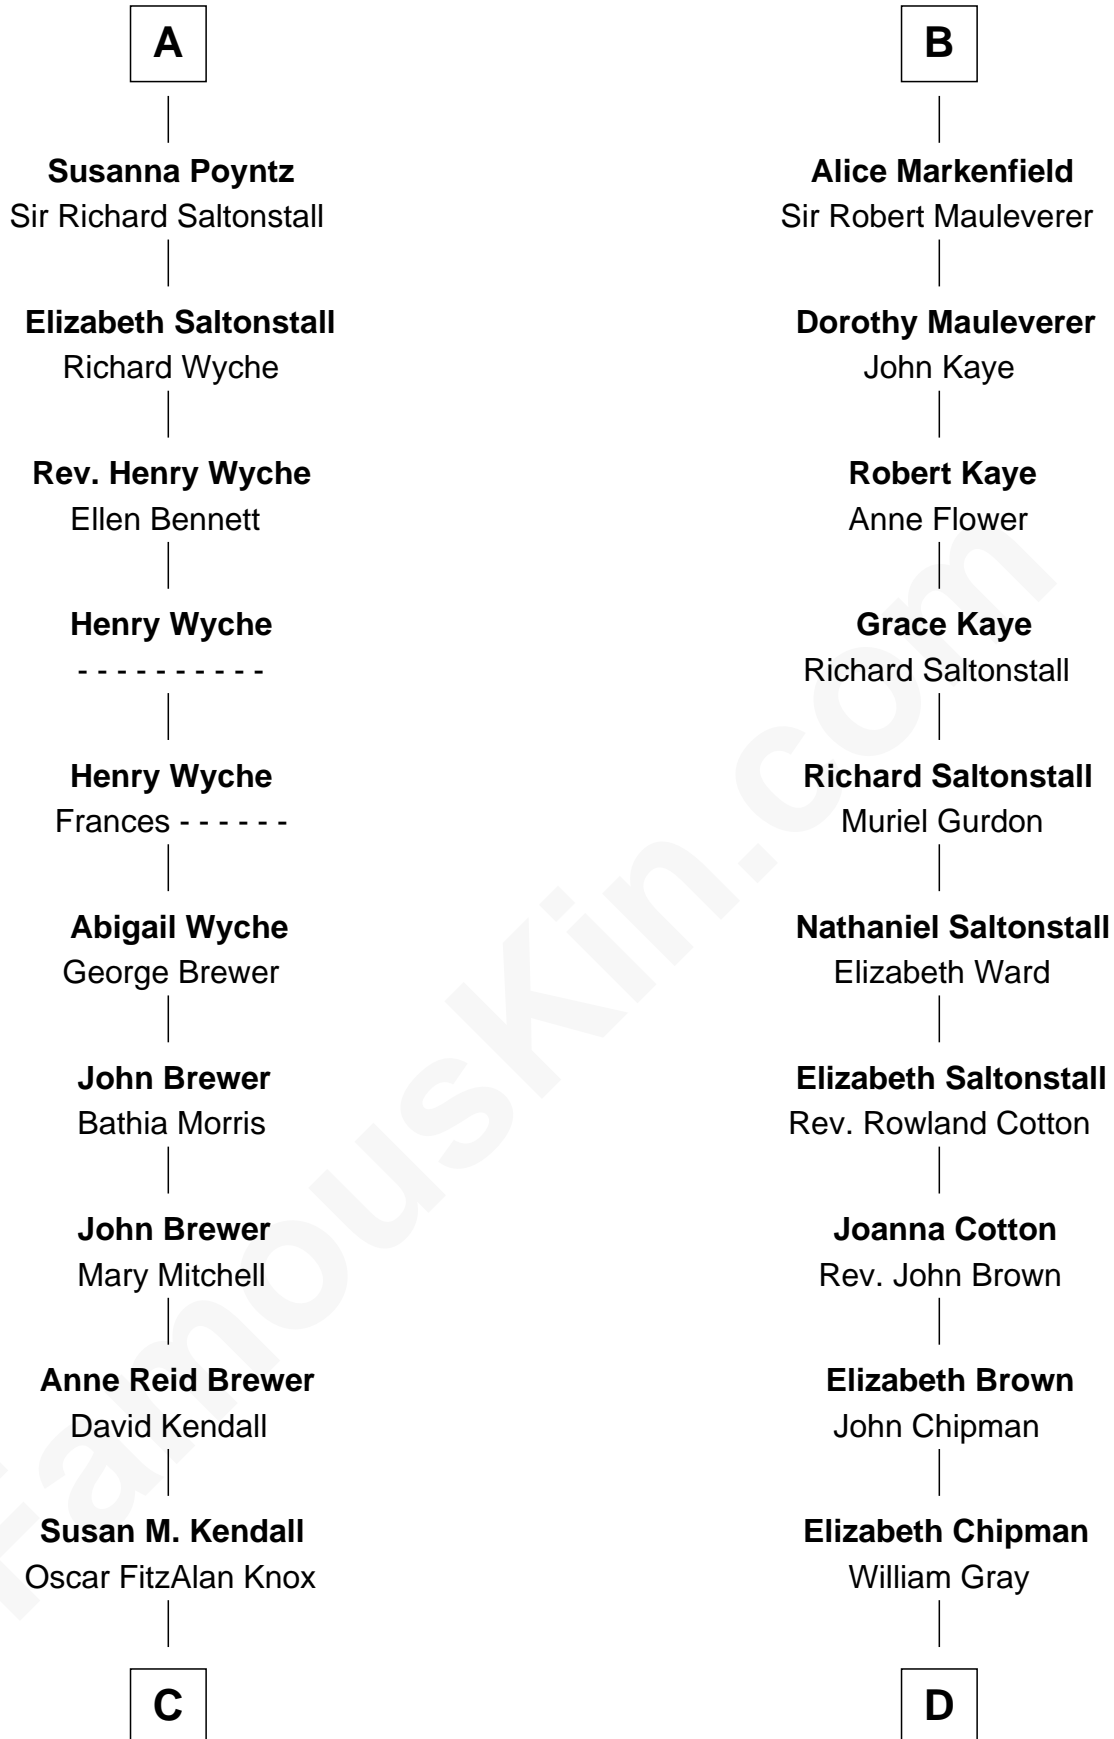 A
Susanna Poyntz
Sir Richard Saltonstall
Elizabeth Saltonstall
Richard Wyche
Rev. Henry Wyche
Ellen Bennett
Henry Wyche
- - - - - - - - - -
Henry Wyche
Frances - - - - - -
Abigail Wyche
George Brewer
John Brewer
Bathia Morris
John Brewer
Mary Mitchell
Anne Reid Brewer
David Kendall
Susan M. Kendall
Oscar FitzAlan Knox
C
B
Alice Markenfield
Sir Robert Mauleverer
Dorothy Mauleverer
John Kaye
Robert Kaye
Anne Flower
Grace Kaye
Richard Saltonstall
Richard Saltonstall
Muriel Gurdon
Nathaniel Saltonstall
Elizabeth Ward
Elizabeth Saltonstall
Rev. Rowland Cotton
Joanna Cotton
Rev. John Brown
Elizabeth Brown
John Chipman
Elizabeth Chipman
William Gray
D
FamousKin.com